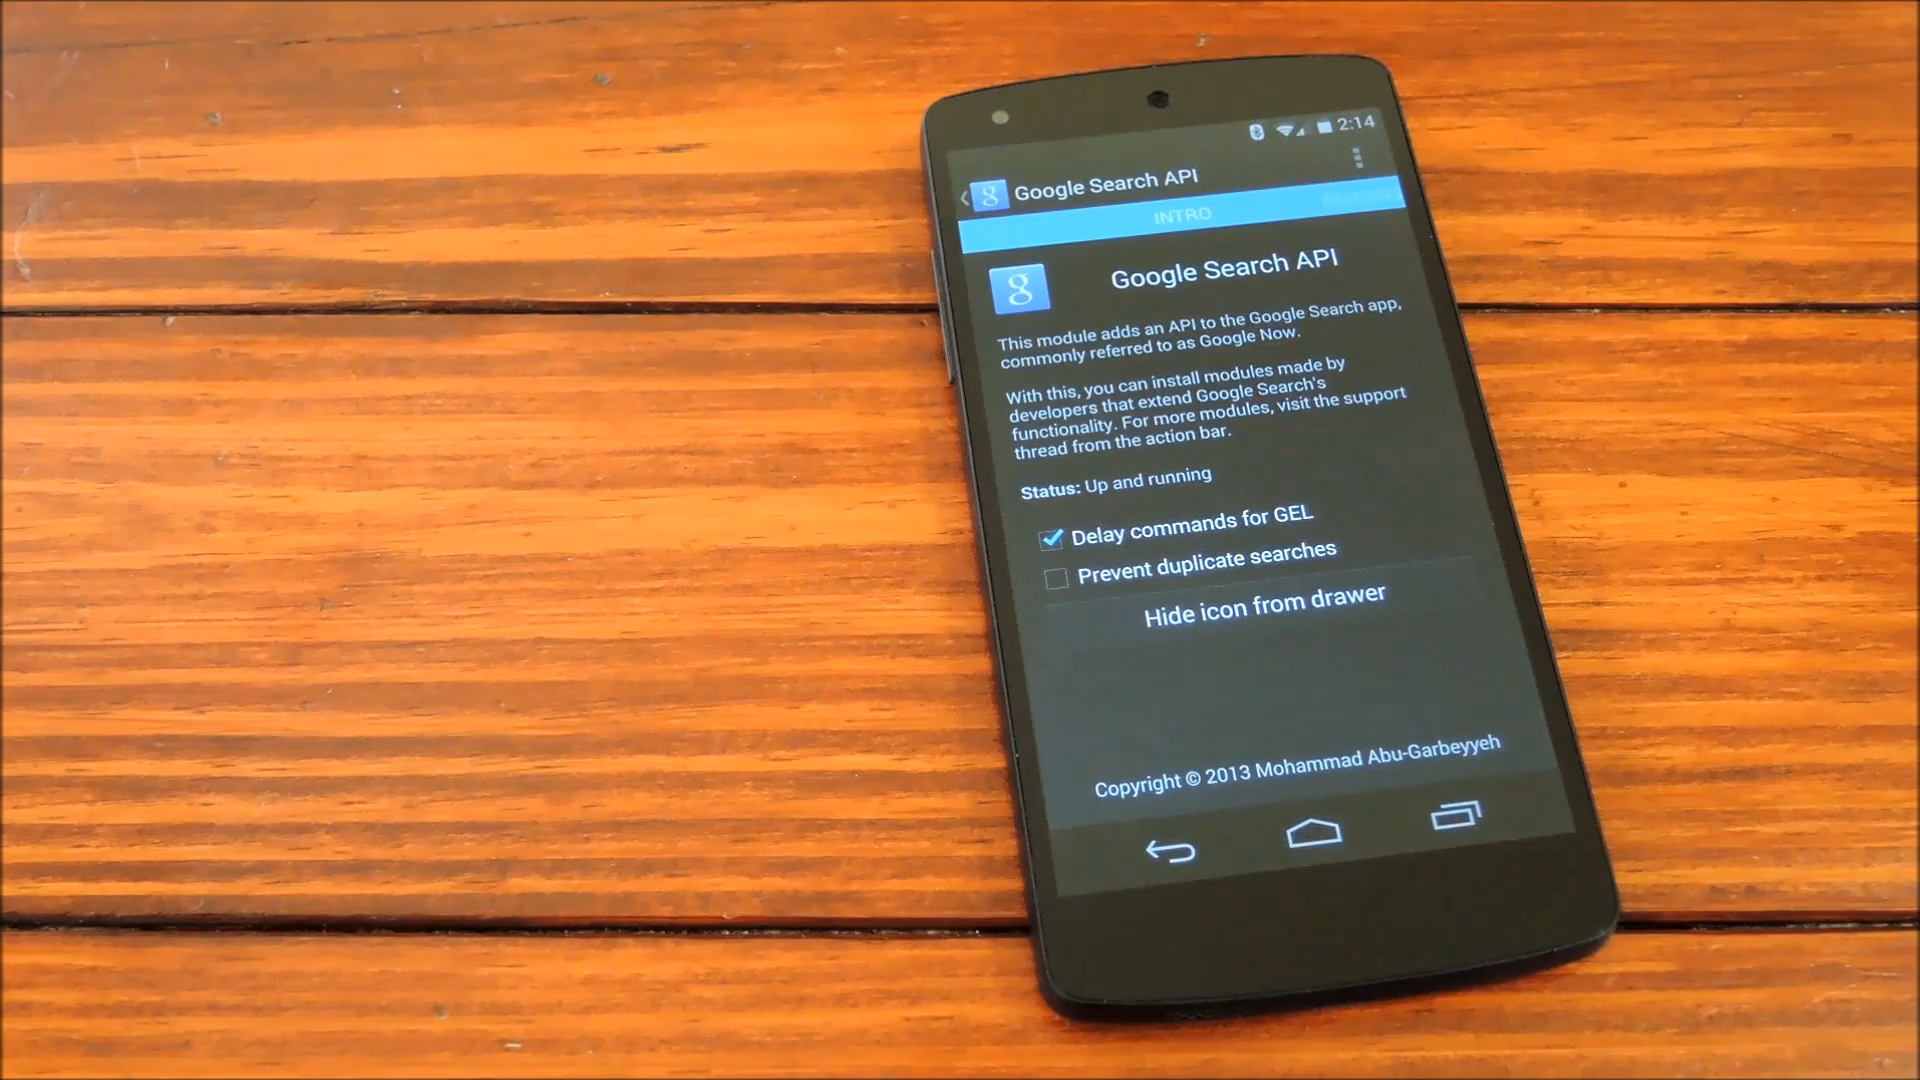 2:14
Google Search API
INTRO
Google Search API
This module adds an API to the Google Search app,
commonly referred to as Google Now.
With this, you can install modules made by
developers that extend Google Search's
functionality. For more modules, visit the support
thread from the action bar.
Status: Up and running
Delay commands for GEL
Prevent duplicate searches
Hide icon from drawer
Copyright © 2013 Mohammad Abu-Garbeyyeh